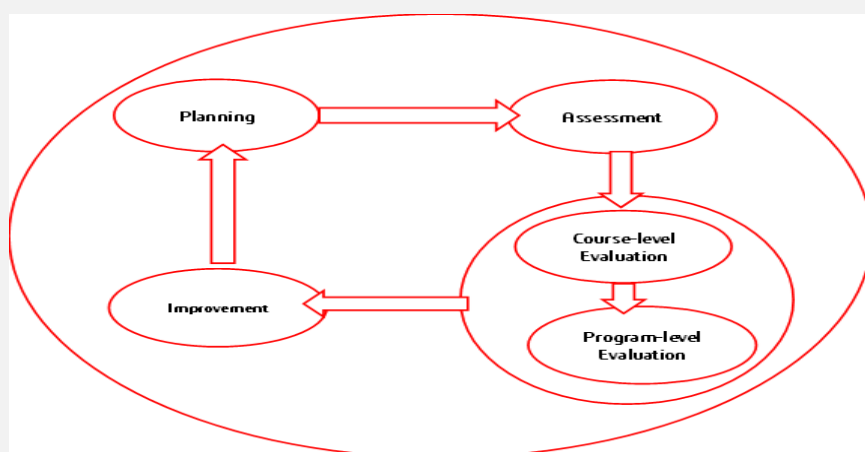 Planning
Assessment
Course-level
Evaluation
Improvement
Program-level
Evaluation